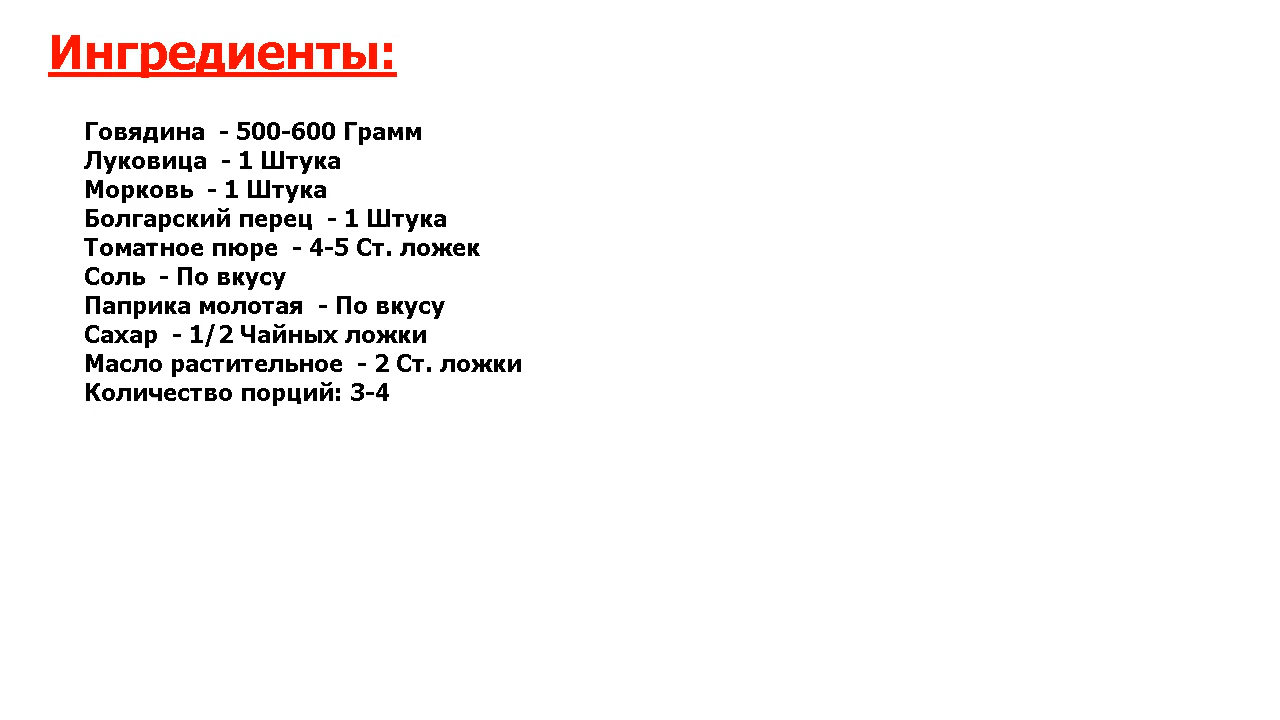 Ингредиенты:
Говядина  - 500-600 Грамм
Луковица  - 1 Штука
Морковь  - 1 Штука
Болгарский перец  - 1 Штука
Томатное пюре  - 4-5 Ст. ложек
Соль  - По вкусу
Паприка молотая  - По вкусу
Сахар  - 1/2 Чайных ложки
Масло растительное  - 2 Ст. ложки
Количество порций: 3-4